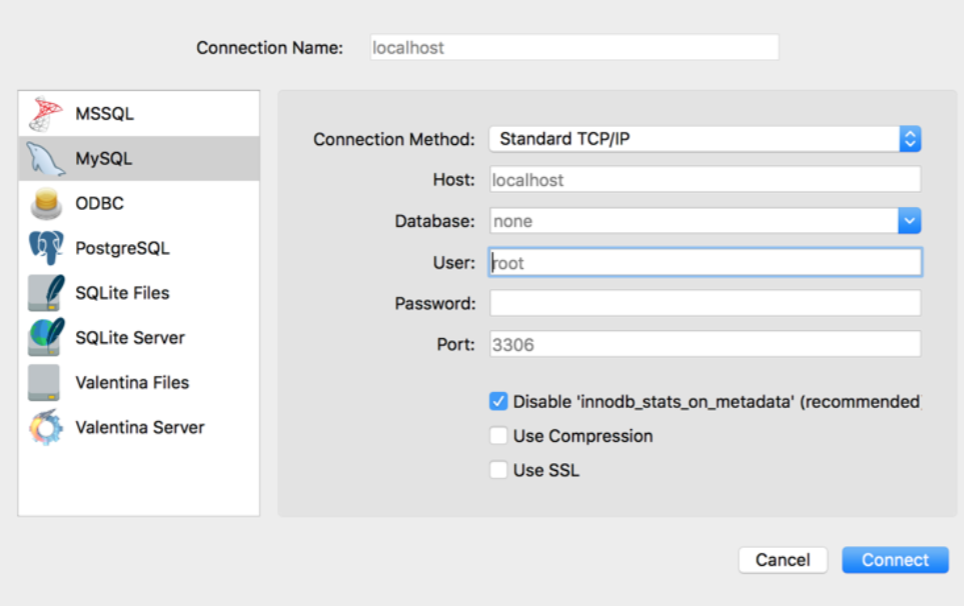 Connection Name: localhost
MSSQL
MySQL
ODBC
PostgreSQL
SQLite Files
SQLite Server
Valentina Files
Valentina Server
Connection Method: Standard TCP/IP
Host: localhost
Database: none
User: root
Password:
Port: 3306
Disable 'innodb_stats_on_metadata' (recommended
Use Compression
Use SSL
Cancel Connect